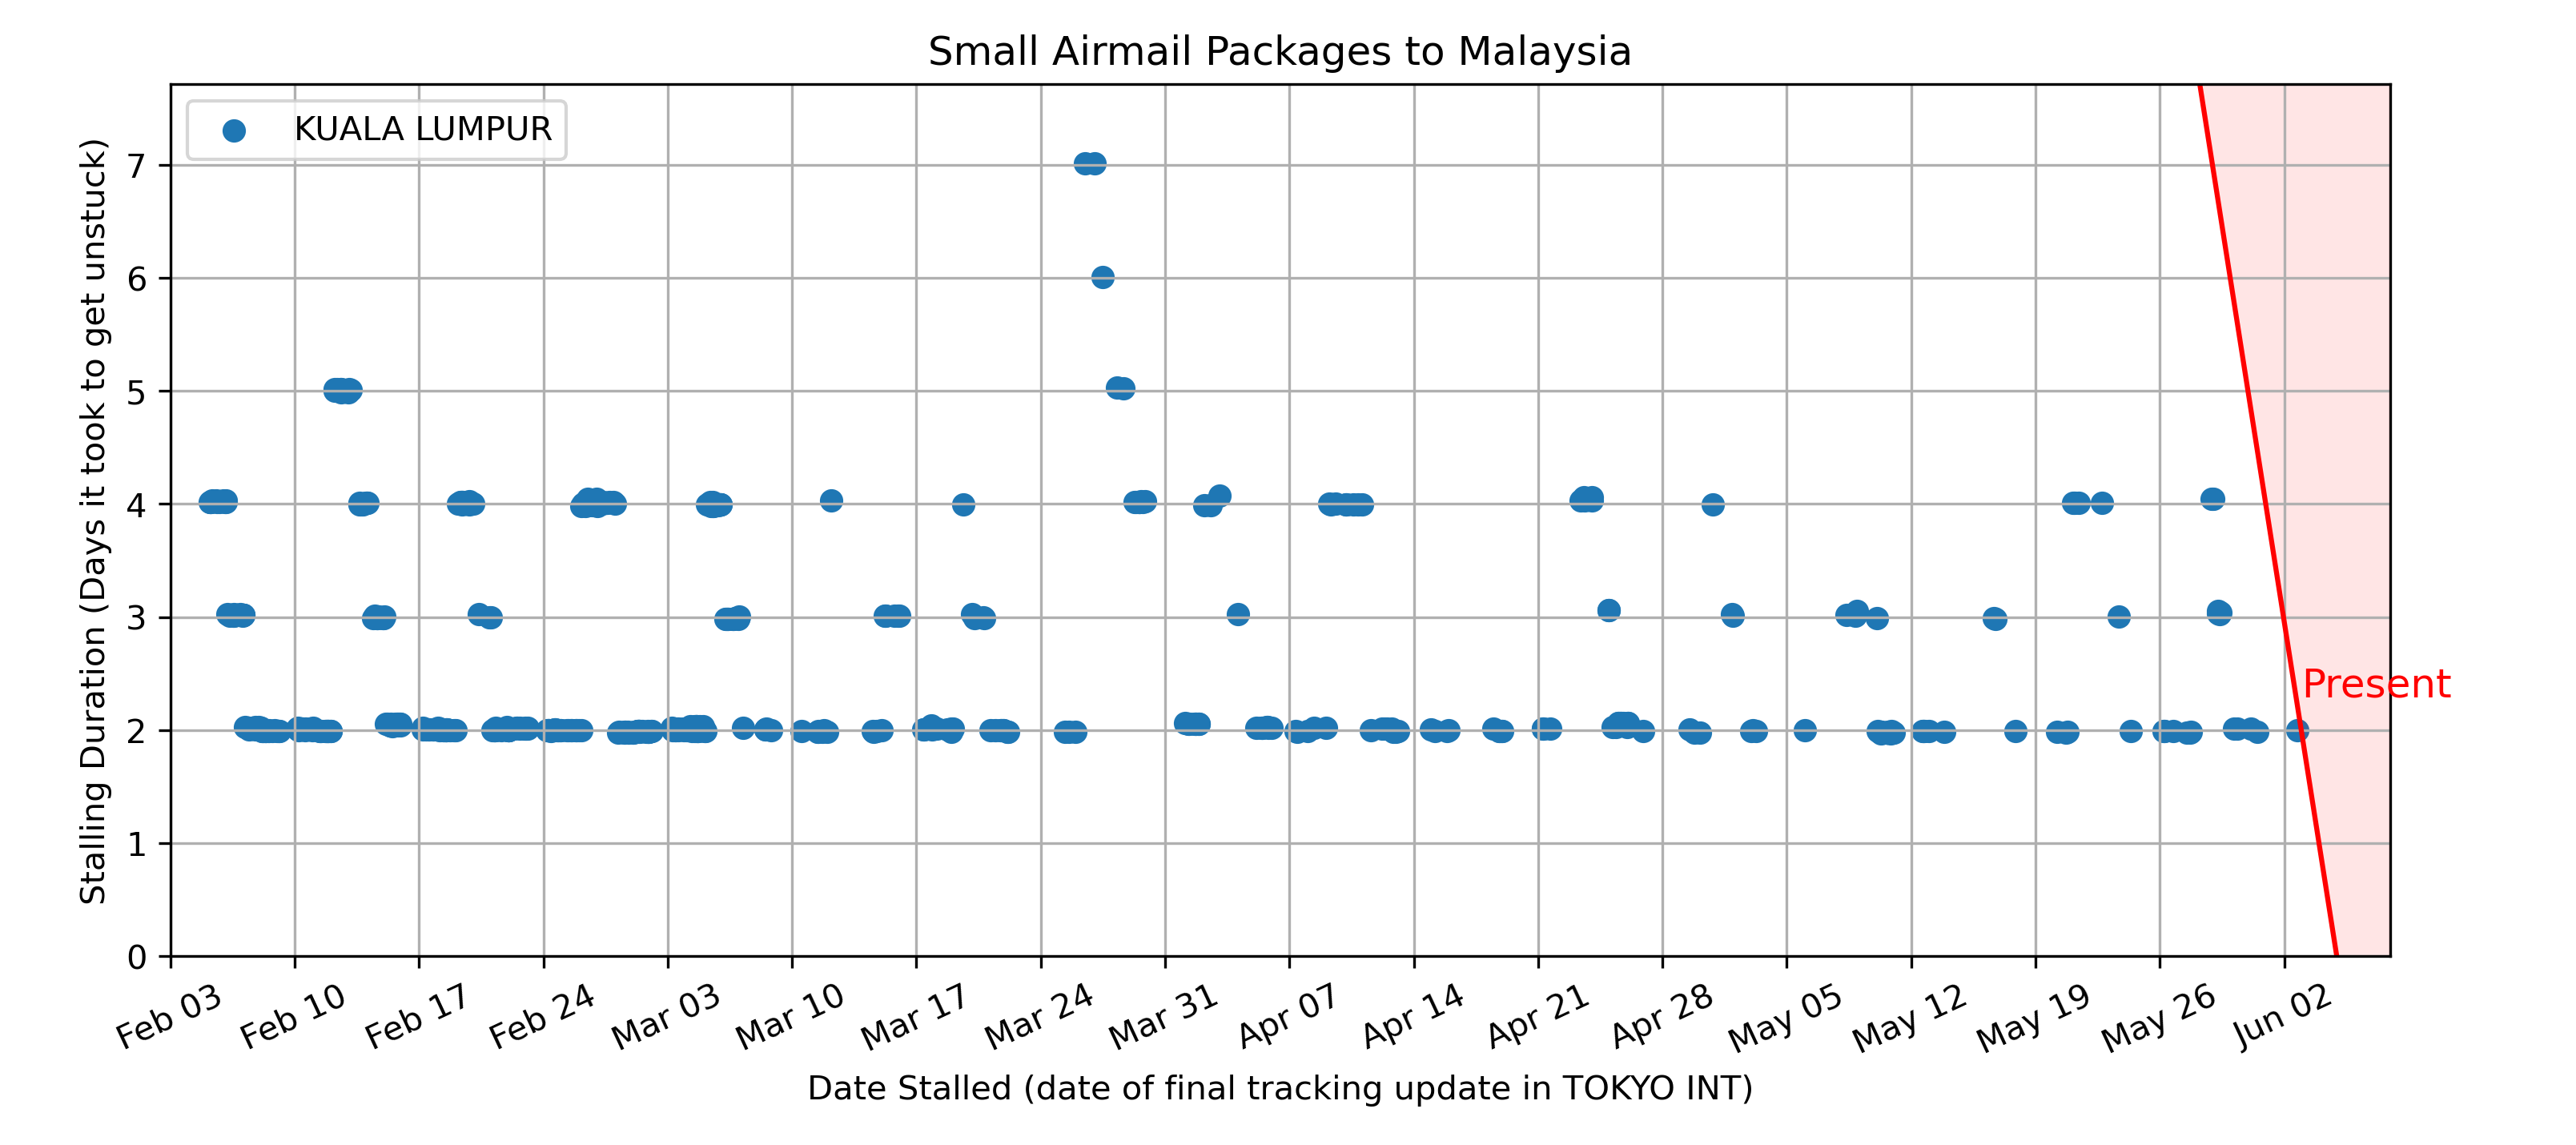 Small Airmail Packages to Malaysia
KUALA LUMPUR
Stalling Duration (Days it took to get unstuck)
7
6
5
4
3
2
1
0
Present
Feb 03
Feb 10
Feb 17
Feb 24
Mar 03
Mar 10
Mar 17
Mar 24
Mar 31
Apr 07
Apr 14
Apr 21
Apr 28
May 05
May 12
May 19
May 26
Jun 02
Date Stalled (date of final tracking update in TOKYO INT)